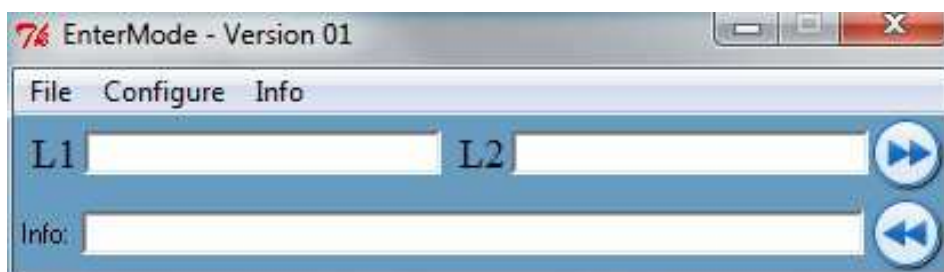 EnterMode - Version 01
File Configure Info
L1 L2
Info: